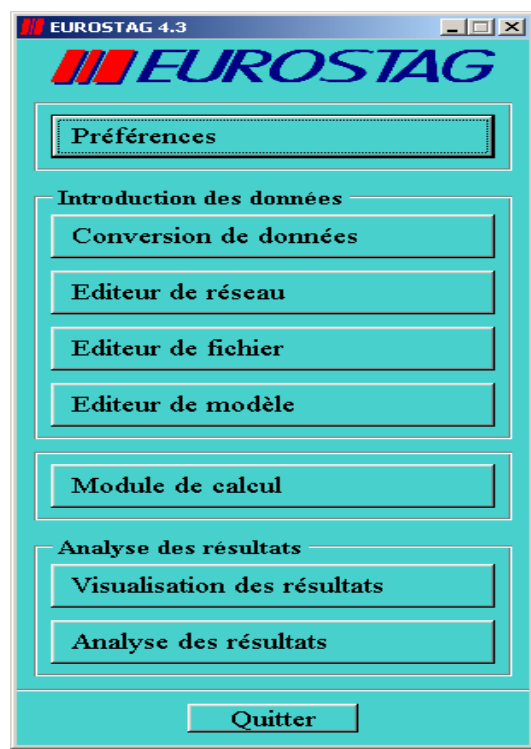 EUROSTAG 4.3
EUROSTAG
Préférences
Introduction des données
Conversion de données
Editeur de réseau
Editeur de fichier
Editeur de modèle
Module de calcul
Analyse des résultats
Visualisation des résultats
Analyse des résultats
Quitter